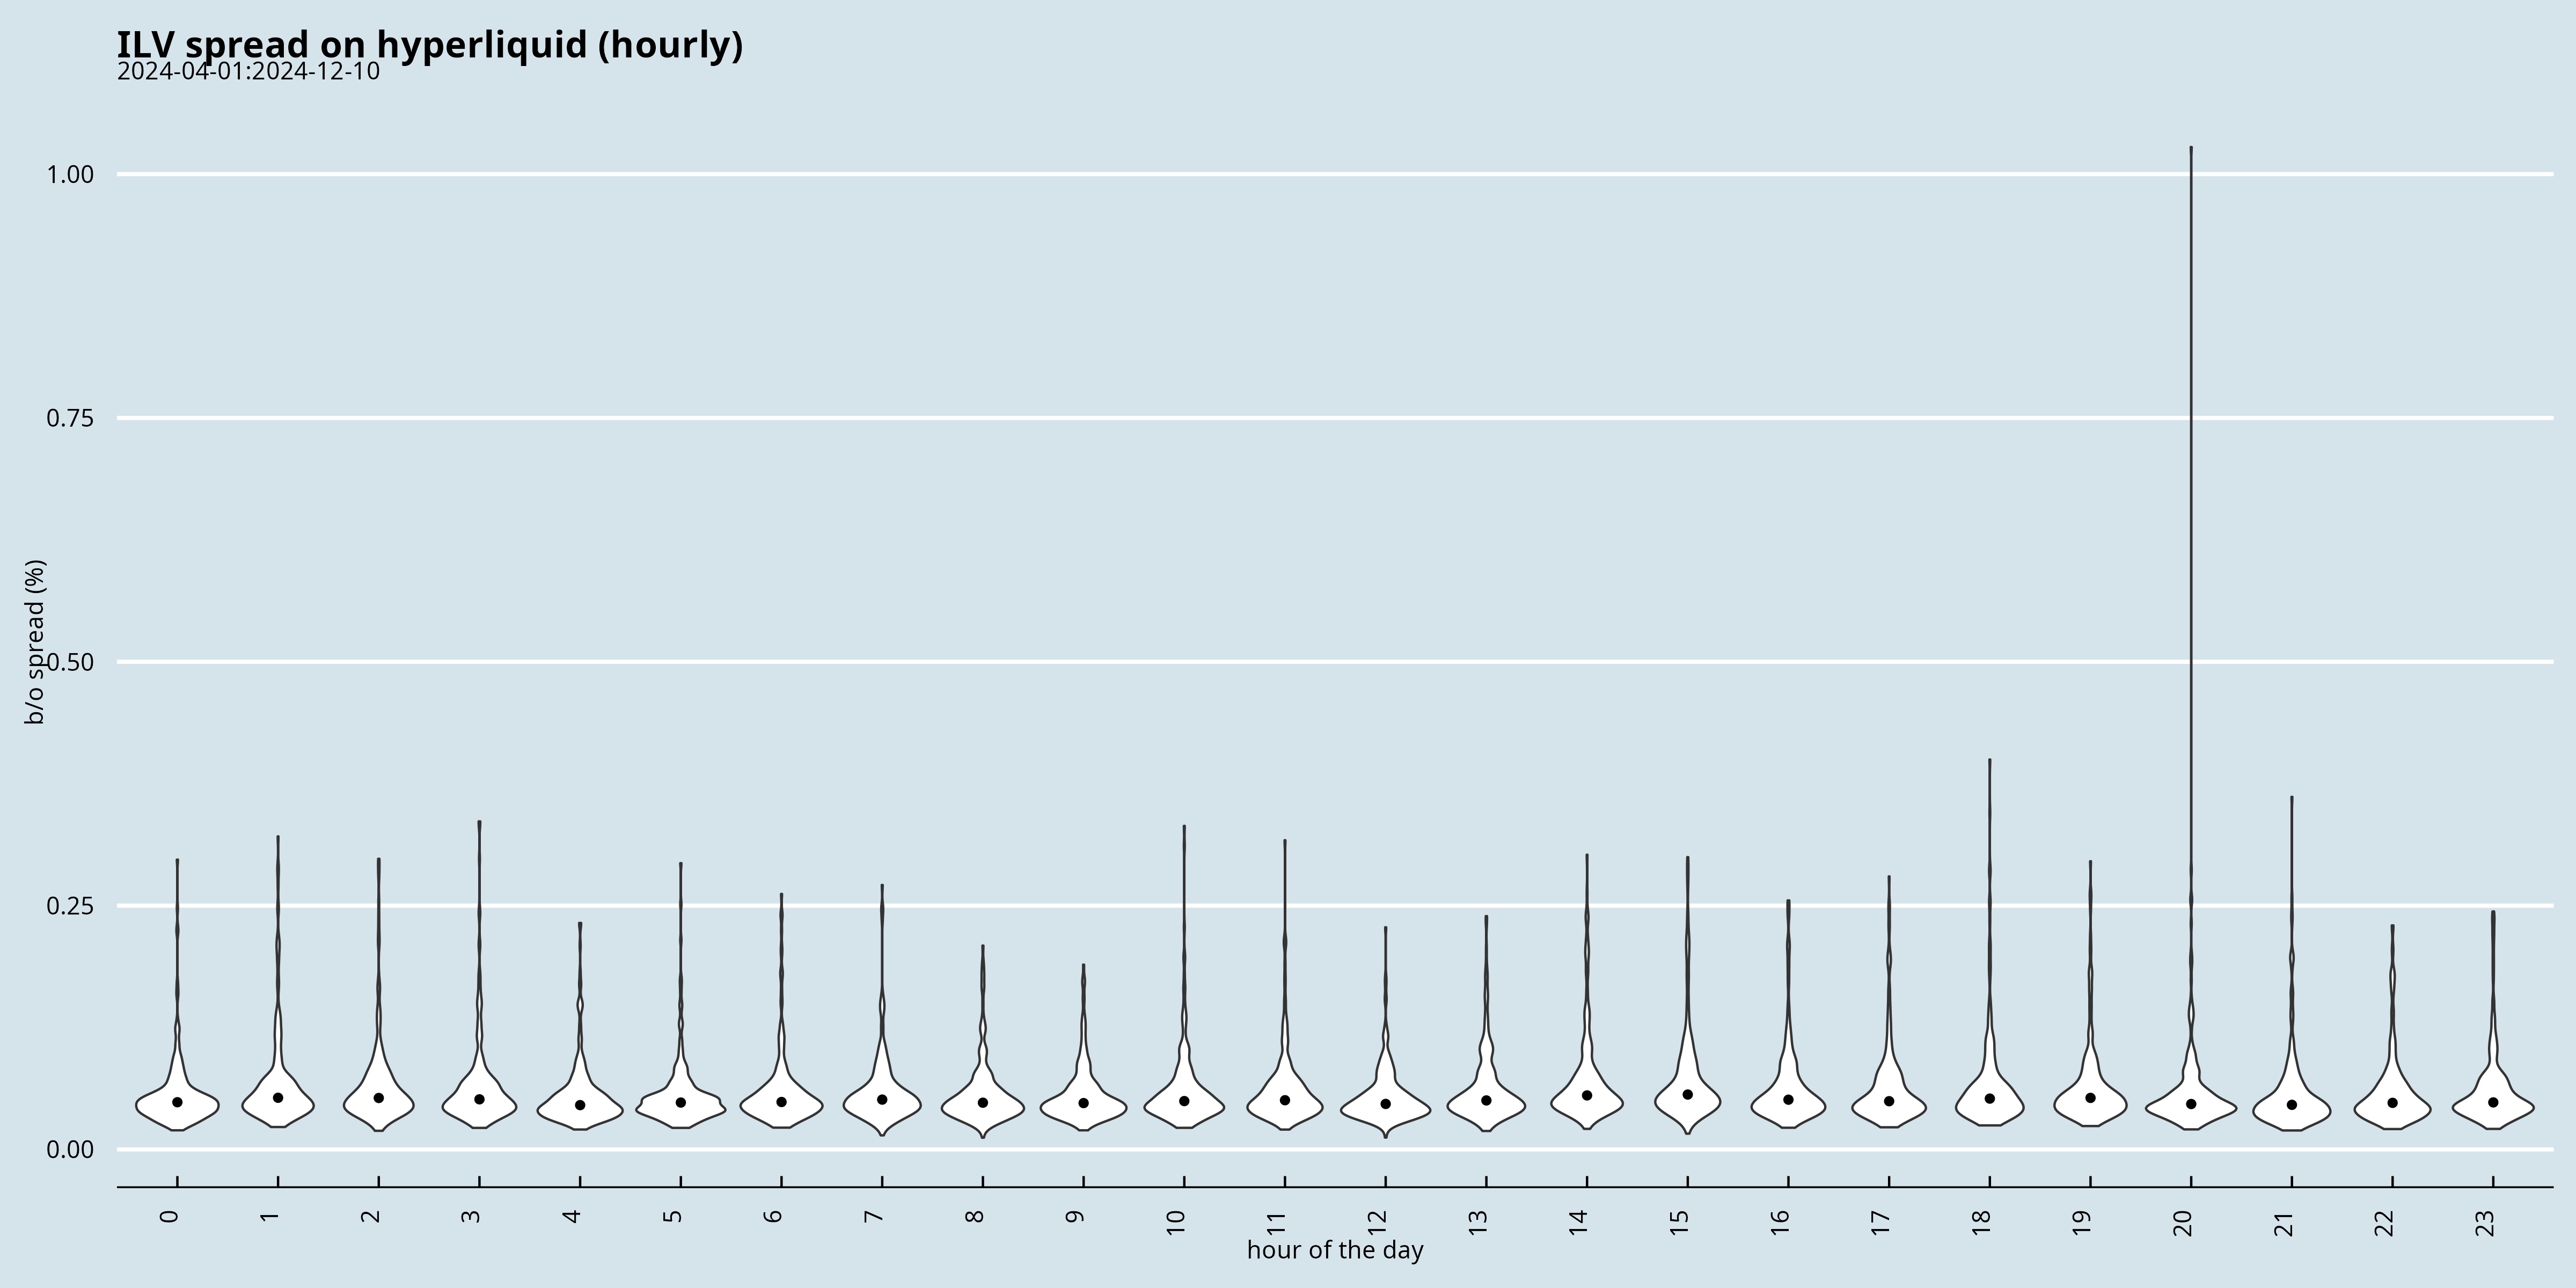 ILV spread on hyperliquid (hourly)
2024-04-01:2024-12-10
1.00
0.75
0.50
0.25
0.00
b/o spread (%)
0 1 2 3 4 5 6 7 8 9 10 11 12 13 14 15 16 17 18 19 20 21 22 23
hour of the day